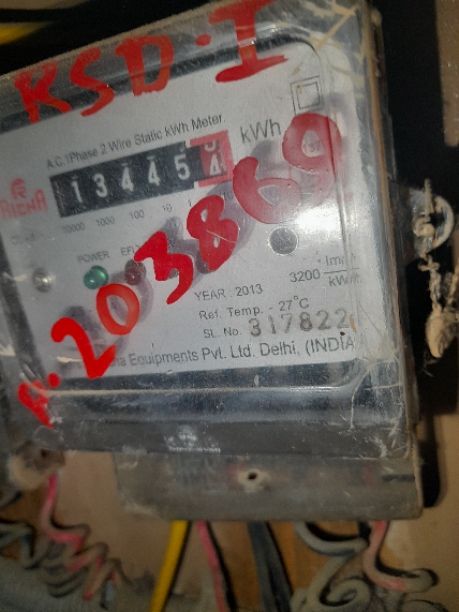 KSD-I
A.C. 1Phase 2 Wire Static kWh Meter.
kWh
13445
10000 1000 100 10 1
POWER
A.203869
3200 Imp/kWh
YEAR : 2013
Ref. Temp. - 27°C
SL. No. 317822
Equipments Pvt. Ltd. Delhi, (INDIA